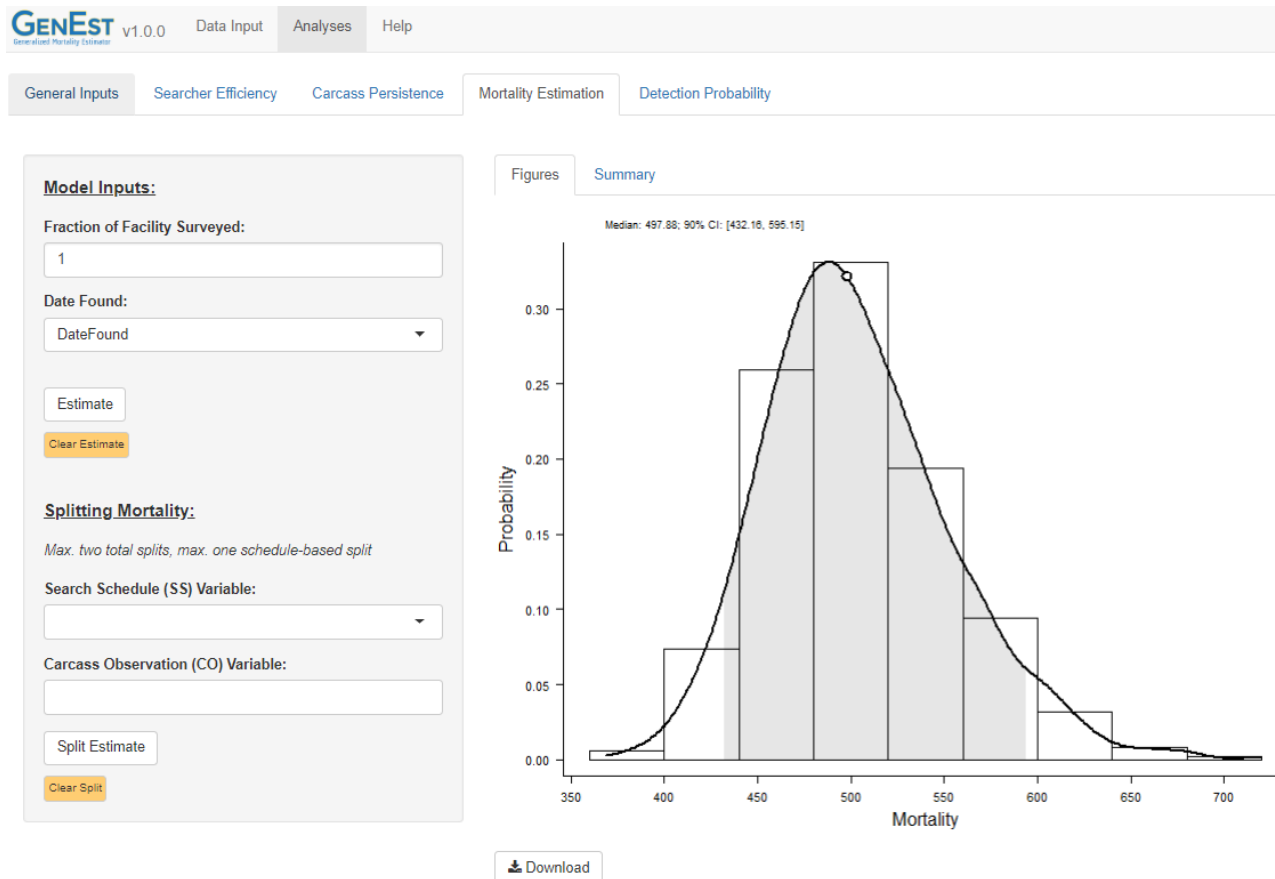 GENEST v1.0.0 Data Input Analyses Help
Generalized Mortality Estimator
General Inputs Searcher Efficiency Carcass Persistence Mortality Estimation Detection Probability
Model Inputs:
Fraction of Facility Surveyed:
1
Date Found:
DateFound
Estimate
Clear Estimate
Splitting Mortality:
Max. two total splits, max. one schedule-based split
Search Schedule (SS) Variable:
Carcass Observation (CO) Variable:
Split Estimate
Clear Split
Figures Summary
Median: 497.88; 90% CI: [432.16, 595.15]
Probability
0.30
0.25
0.20
0.15
0.10
0.05
0.00
350 400 450 500 550 600 650 700
Mortality
Download